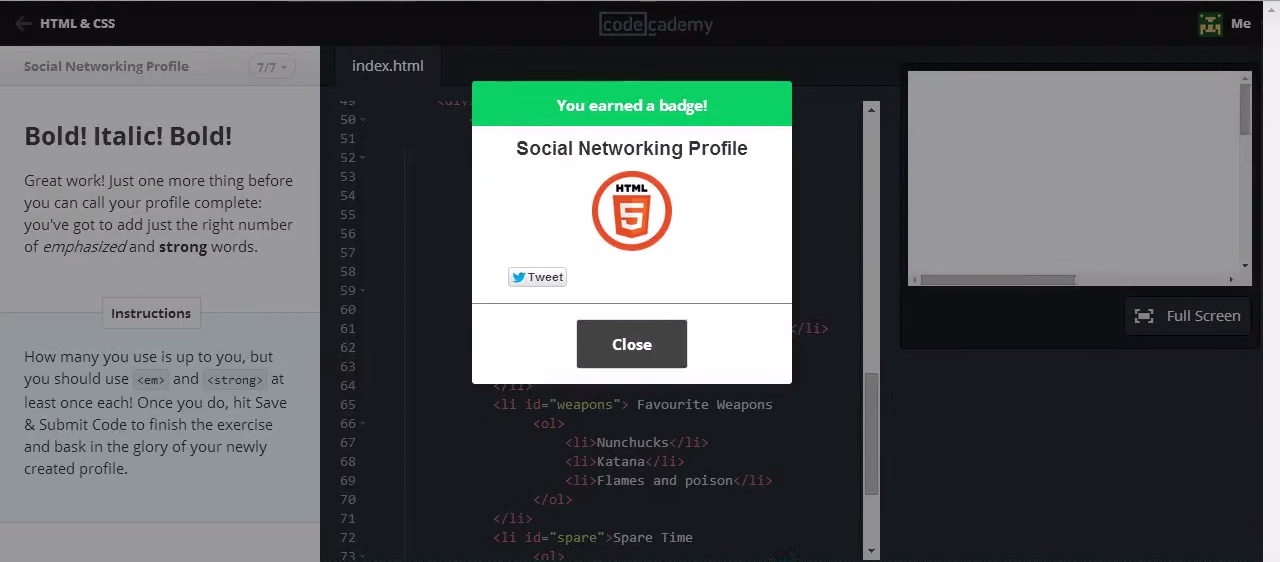 HTML & CSS
codecademy
Me
Social Networking Profile
7/7
Bold! Italic! Bold!
Great work! Just one more thing before
you can call your profile complete:
you've got to add just the right number
of emphasized and strong words.
Instructions
How many you use is up to you, but
you should use <em> and <strong> at
least once each! Once you do, hit Save
& Submit Code to finish the exercise
and bask in the glory of your newly
created profile.
index.html
49 <div
50
51
52
53
54
55
56
57
58
59
60
61 </li>
62
63
64 </li>
65 <li id="weapons"> Favourite Weapons
66 <ol>
67 <li>Nunchucks</li>
68 <li>Katana</li>
69 <li>Flames and poison</li>
70 </ol>
71 </li>
72 <li id="spare">Spare Time
73 <ol>
You earned a badge!
Social Networking Profile
HTML
5
Tweet
Close
Full Screen